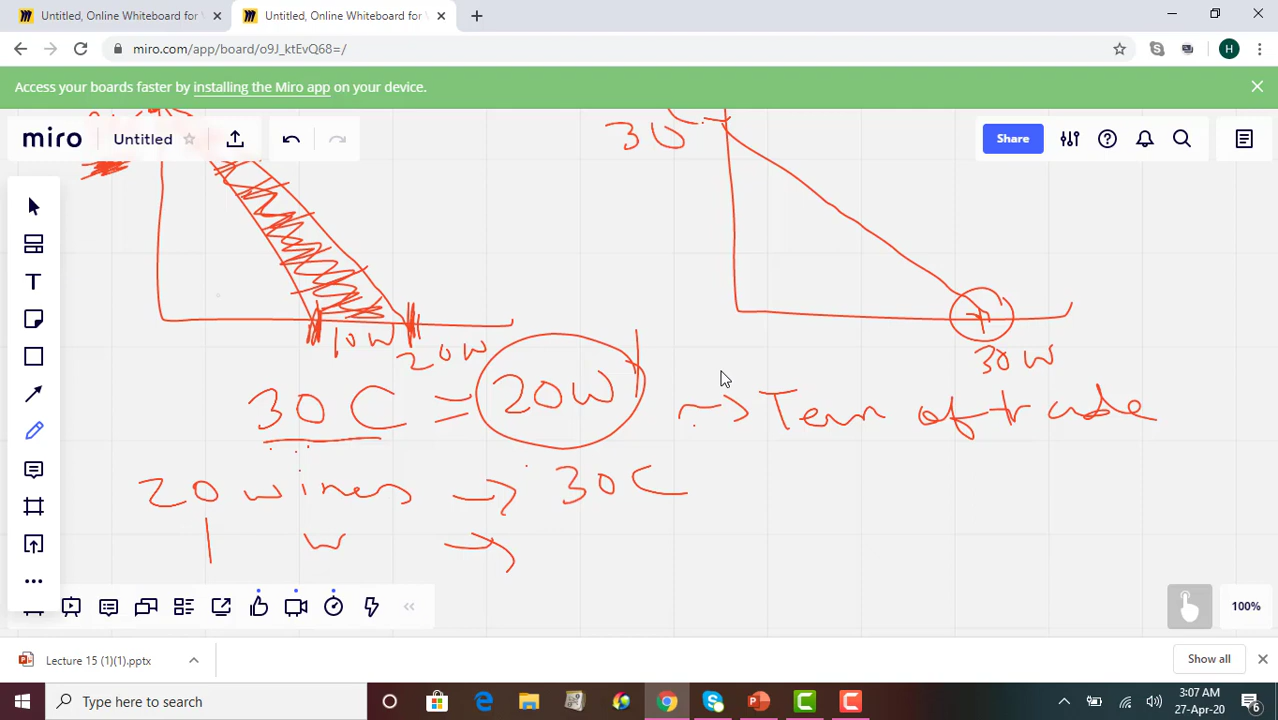 Untitled, Online Whiteboard for
Untitled, Online Whiteboard for
miro.com/app/board/o9J_ktEvQ68=/
H
Access your boards faster by installing the Miro app on your device.
miro
Untitled
Share
30C
30W
10W
20W
30 C = 20W → Term of trade
20 wines → 30C
1 W →
100%
Lecture 15 (1)(1).pptx
Show all
Type here to search
3:07 AM
27-Apr-20
6